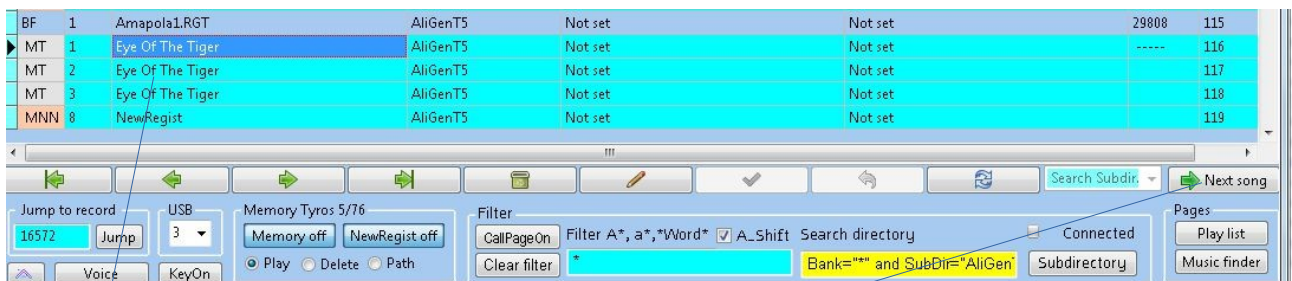 BF 1 Amapola1.RGT AliGenT5 Not set Not set 29808 115
MT 1 Eye Of The Tiger AliGenT5 Not set Not set ----- 116
MT 2 Eye Of The Tiger AliGenT5 Not set Not set 117
MT 3 Eye Of The Tiger AliGenT5 Not set Not set 118
MNN 8 NewRegist AliGenT5 Not set Not set 119
Search Subdir. Next song
Jump to record USB Memory Tyros 5/76 Filter Pages
16572 Jump 3 Memory off NewRegist off CallPageOn Filter A*, a*,*Word* A_Shift Search directory Connected Play list
Voice KeyOn Play Delete Path Clear filter * Bank="*" and SubDir="AliGen Subdirectory Music finder